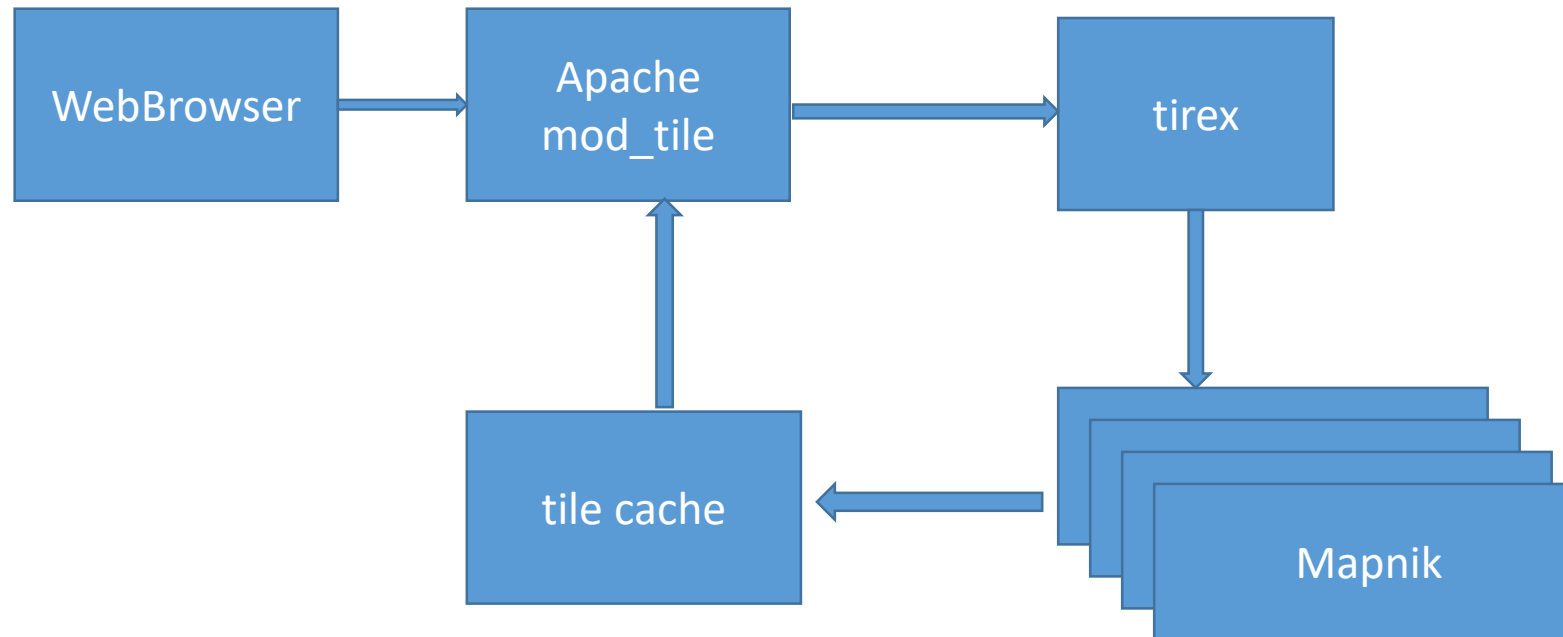 WebBrowser
Apache
mod_tile
tirex
tile cache
Mapnik